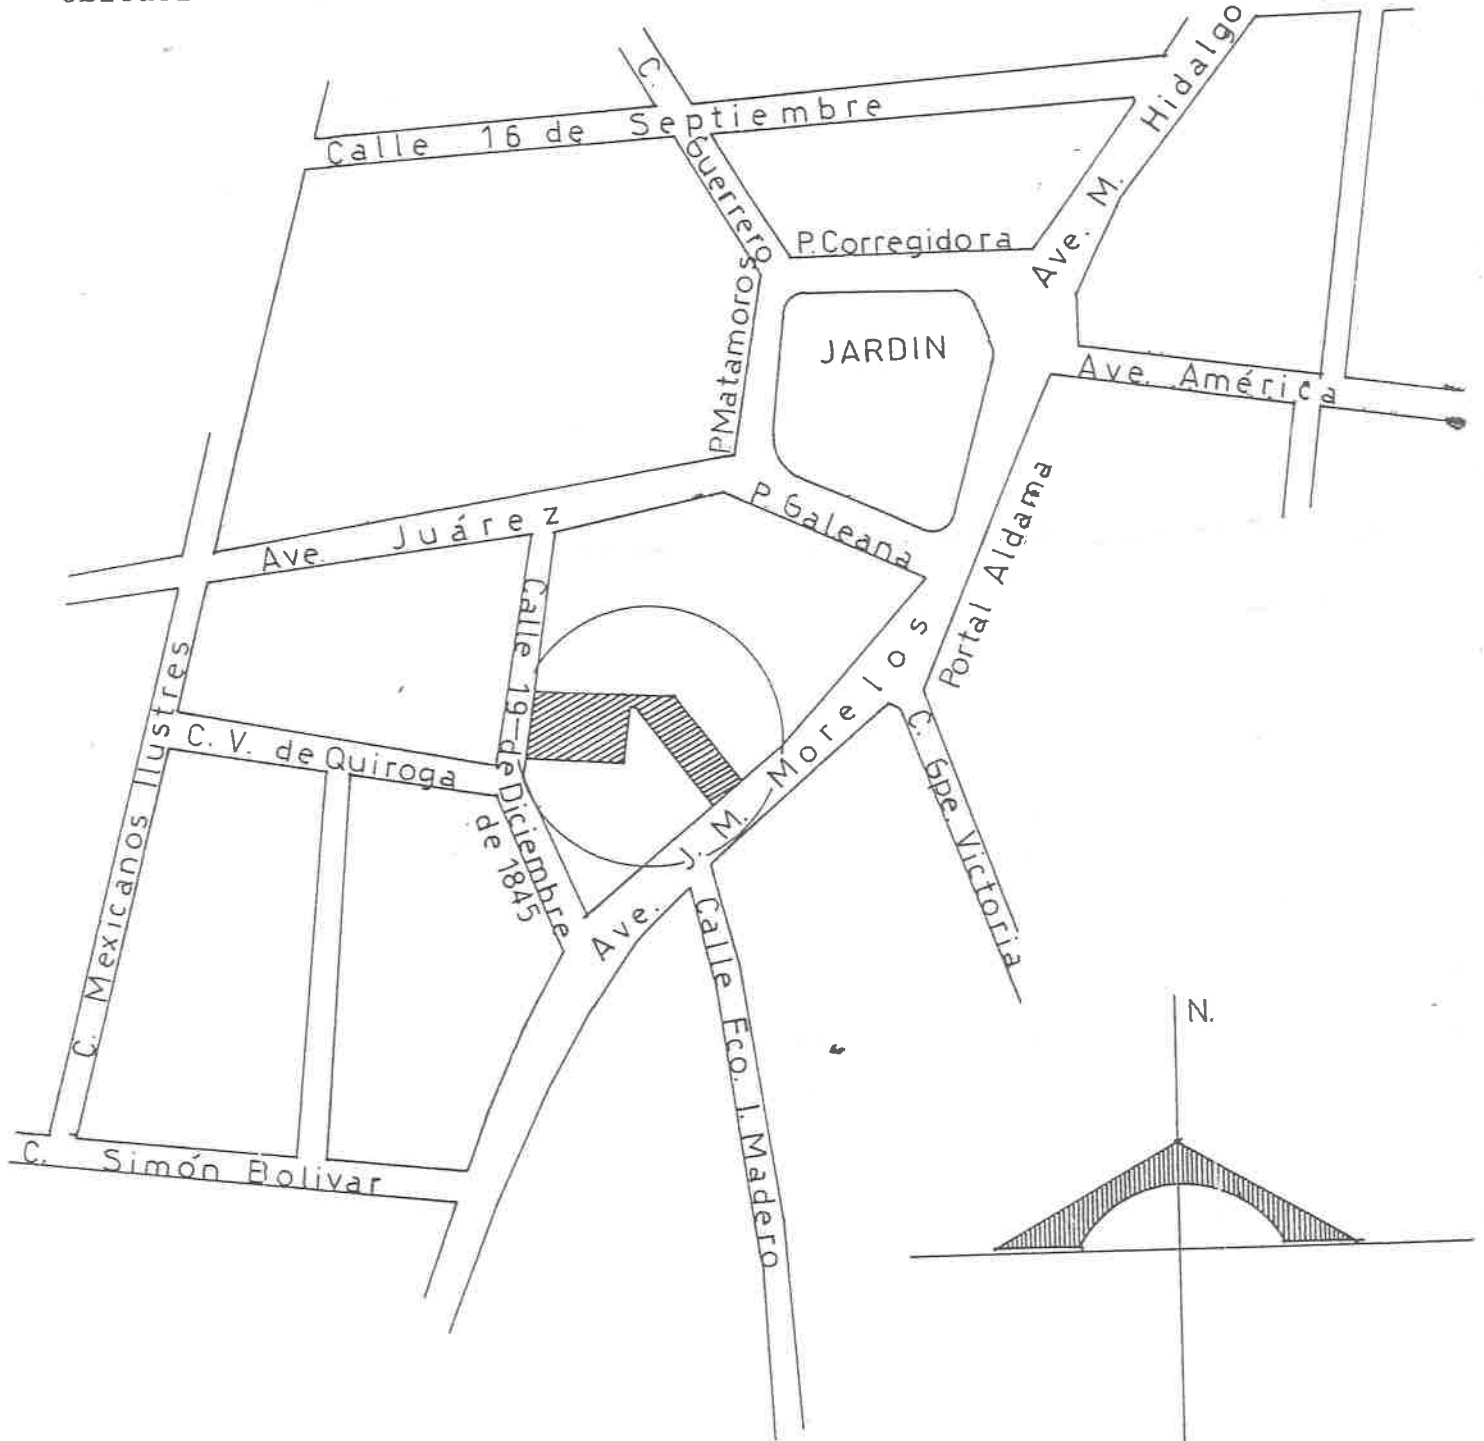 C. Guerrero
Calle 16 de Septiembre
Ave. M. Hidalgo
P. Corregidora
P. Matamoros
JARDIN
Ave. América
Ave. Juárez
P. Galeana
Portal Aldama
Calle 19 de Diciembre
de 1845
C. Mexicanos Ilustres
C. V. de Quiroga
Ave. J. M. Morelos
C. Gpe. Victoria
Calle Fco. I. Madero
C. Simón Bolivar
N.